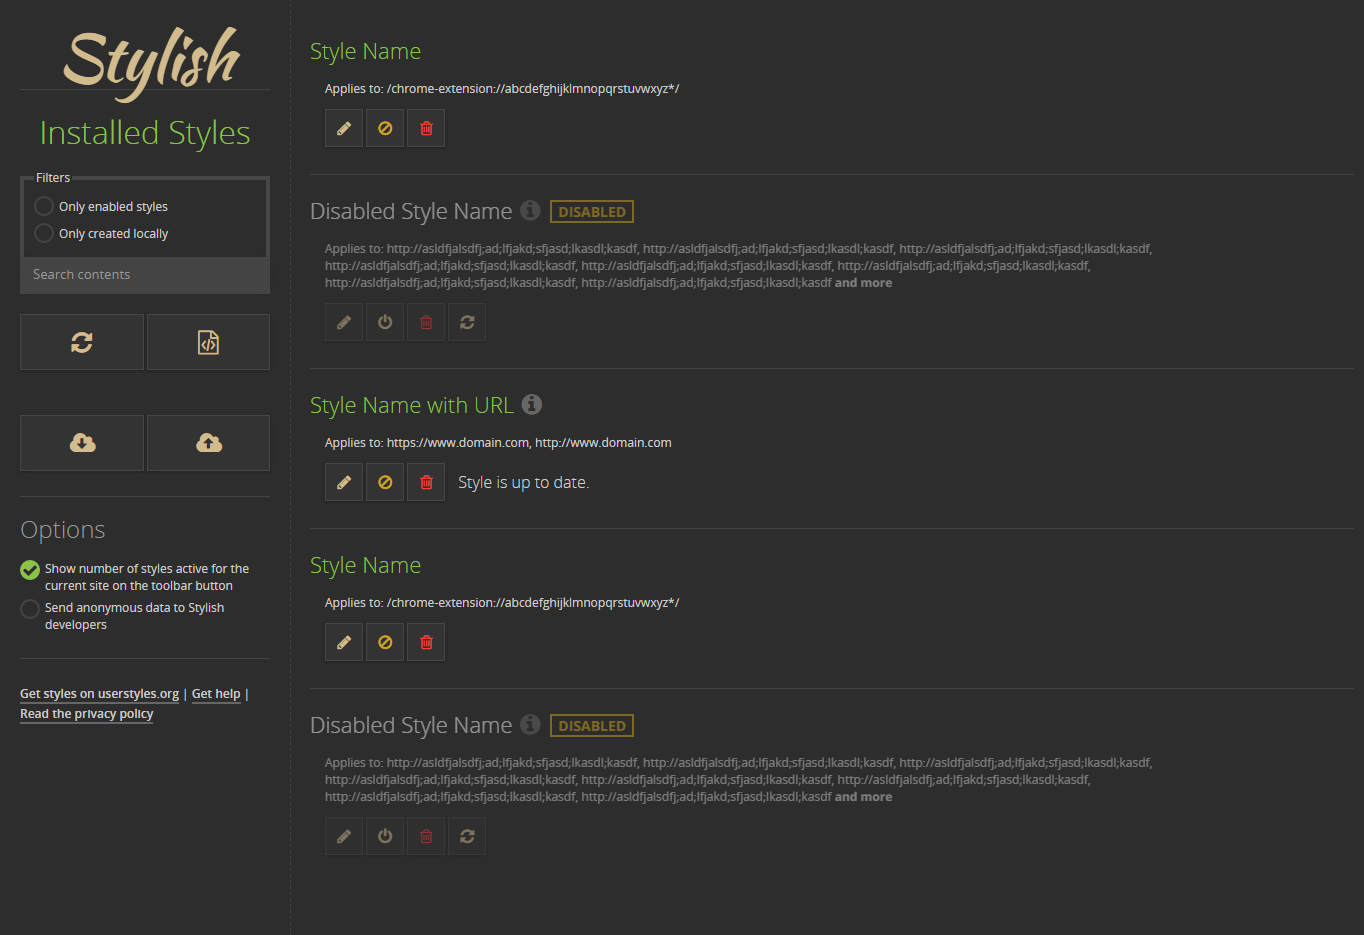 Stylish
Installed Styles
Filters
Only enabled styles
Only created locally
Search contents
Options
Show number of styles active for the
current site on the toolbar button
Send anonymous data to Stylish
developers
Get styles on userstyles.org | Get help |
Read the privacy policy
Style Name
Applies to: /chrome-extension://abcdefghijklmnopqrstuvwxyz*/
Disabled Style Name DISABLED
Applies to: http://asldfjalsdfj;ad;lfjakd;sfjasd;lkasdl;kasdf, http://asldfjalsdfj;ad;lfjakd;sfjasd;lkasdl;kasdf, http://asldfjalsdfj;ad;lfjakd;sfjasd;lkasdl;kasdf,
http://asldfjalsdfj;ad;lfjakd;sfjasd;lkasdl;kasdf, http://asldfjalsdfj;ad;lfjakd;sfjasd;lkasdl;kasdf, http://asldfjalsdfj;ad;lfjakd;sfjasd;lkasdl;kasdf,
http://asldfjalsdfj;ad;lfjakd;sfjasd;lkasdl;kasdf, http://asldfjalsdfj;ad;lfjakd;sfjasd;lkasdl;kasdf and more
Style Name with URL
Applies to: https://www.domain.com, http://www.domain.com
Style is up to date.
Style Name
Applies to: /chrome-extension://abcdefghijklmnopqrstuvwxyz*/
Disabled Style Name DISABLED
Applies to: http://asldfjalsdfj;ad;lfjakd;sfjasd;lkasdl;kasdf, http://asldfjalsdfj;ad;lfjakd;sfjasd;lkasdl;kasdf, http://asldfjalsdfj;ad;lfjakd;sfjasd;lkasdl;kasdf,
http://asldfjalsdfj;ad;lfjakd;sfjasd;lkasdl;kasdf, http://asldfjalsdfj;ad;lfjakd;sfjasd;lkasdl;kasdf, http://asldfjalsdfj;ad;lfjakd;sfjasd;lkasdl;kasdf,
http://asldfjalsdfj;ad;lfjakd;sfjasd;lkasdl;kasdf, http://asldfjalsdfj;ad;lfjakd;sfjasd;lkasdl;kasdf and more